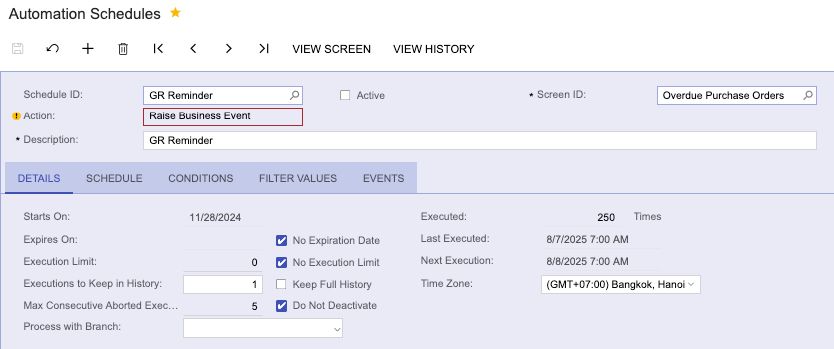 Automation Schedules
VIEW SCREEN VIEW HISTORY
Schedule ID: GR Reminder Active * Screen ID: Overdue Purchase Orders
Action: Raise Business Event
* Description: GR Reminder
DETAILS SCHEDULE CONDITIONS FILTER VALUES EVENTS
Starts On: 11/28/2024 Executed: 250 Times
Expires On: No Expiration Date Last Executed: 8/7/2025 7:00 AM
Execution Limit: 0 No Execution Limit Next Execution: 8/8/2025 7:00 AM
Executions to Keep in History: 1 Keep Full History Time Zone: (GMT+07:00) Bangkok, Hanoi
Max Consecutive Aborted Exec... 5 Do Not Deactivate
Process with Branch: